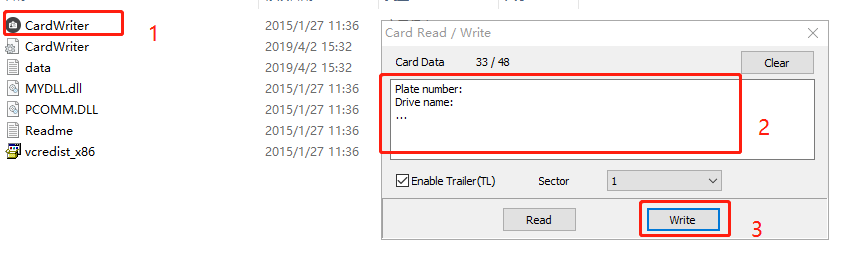 CardWriter 2015/1/27 11:36
CardWriter 2019/4/2 15:32
data 2019/4/2 15:32
MYDLL.dll 2015/1/27 11:36
PCOMM.DLL 2015/1/27 11:36
Readme 2015/1/27 11:36
vcredist_x86 2015/1/27 11:36
1
Card Read / Write
Card Data 33 / 48 Clear
Plate number:
Drive name:
...
2
Enable Trailer(TL) Sector 1
Read Write
3